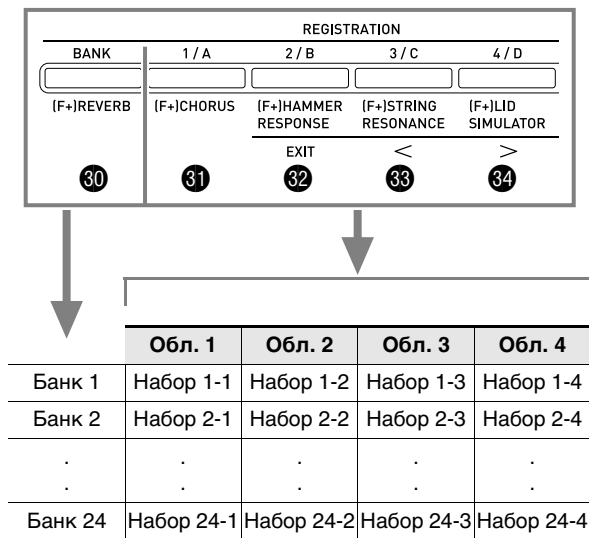 REGISTRATION
BANK 1 / A 2 / B 3 / C 4 / D
(F+)REVERB (F+)CHORUS (F+)HAMMER RESPONSE (F+)STRING RESONANCE (F+)LID SIMULATOR
EXIT < >
30 31 32 33 34
Обл. 1 Обл. 2 Обл. 3 Обл. 4
Банк 1 Набор 1-1 Набор 1-2 Набор 1-3 Набор 1-4
Банк 2 Набор 2-1 Набор 2-2 Набор 2-3 Набор 2-4
. . . . .
. . . . .
Банк 24 Набор 24-1 Набор 24-2 Набор 24-3 Набор 24-4